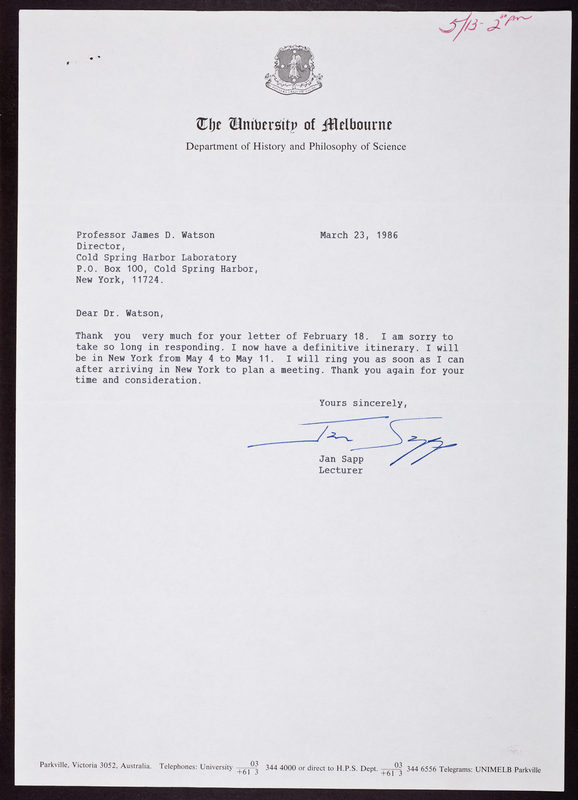 5/13- 2⁰⁰ pm
The University of Melbourne
Department of History and Philosophy of Science
Professor James D. Watson March 23, 1986
Director,
Cold Spring Harbor Laboratory
P.O. Box 100, Cold Spring Harbor,
New York, 11724.
Dear Dr. Watson,
Thank you very much for your letter of February 18. I am sorry to
take so long in responding. I now have a definitive itinerary. I will
be in New York from May 4 to May 11. I will ring you as soon as I can
after arriving in New York to plan a meeting. Thank you again for your
time and consideration.
Yours sincerely,
Jan Sapp
Jan Sapp
Lecturer
Parkville, Victoria 3052, Australia. Telephones: University 03/+61 3 344 4000 or direct to H.P.S. Dept. 03/+61 3 344 6556 Telegrams: UNIMELB Parkville